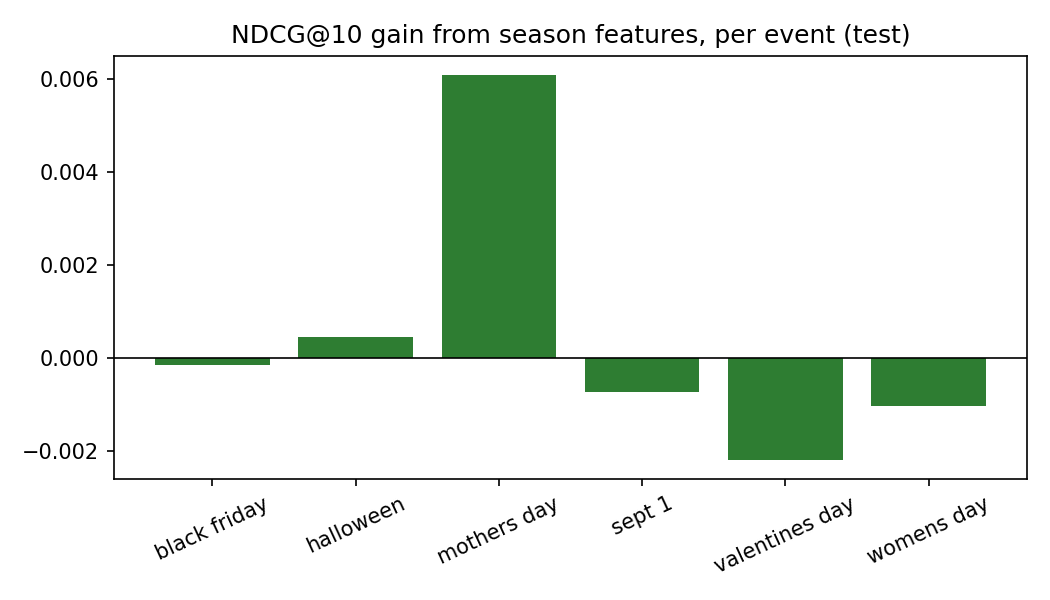 NDCG@10 gain from season features, per event (test)
0.006
0.004
0.002
0.000
−0.002
black friday
halloween
mothers day
sept 1
valentines day
womens day